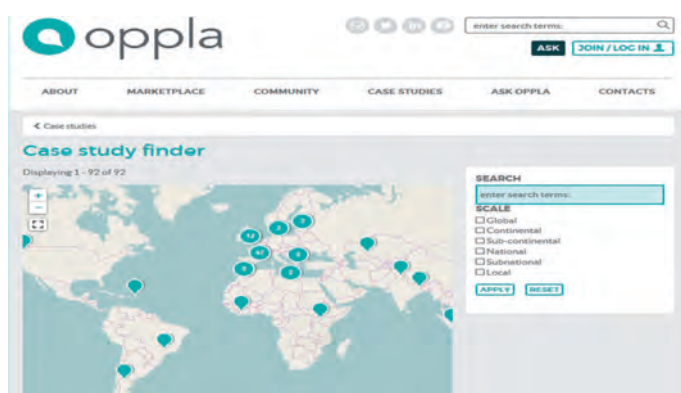 oppla
enter search terms:
ASK JOIN / LOG IN
ABOUT MARKETPLACE COMMUNITY CASE STUDIES ASK OPPLA CONTACTS
Case studies
Case study finder
Displaying 1 - 92 of 92
SEARCH
enter search terms:
SCALE
Global
Continental
Sub-continental
National
Subnational
Local
APPLY RESET
+
-
7
2
12
2